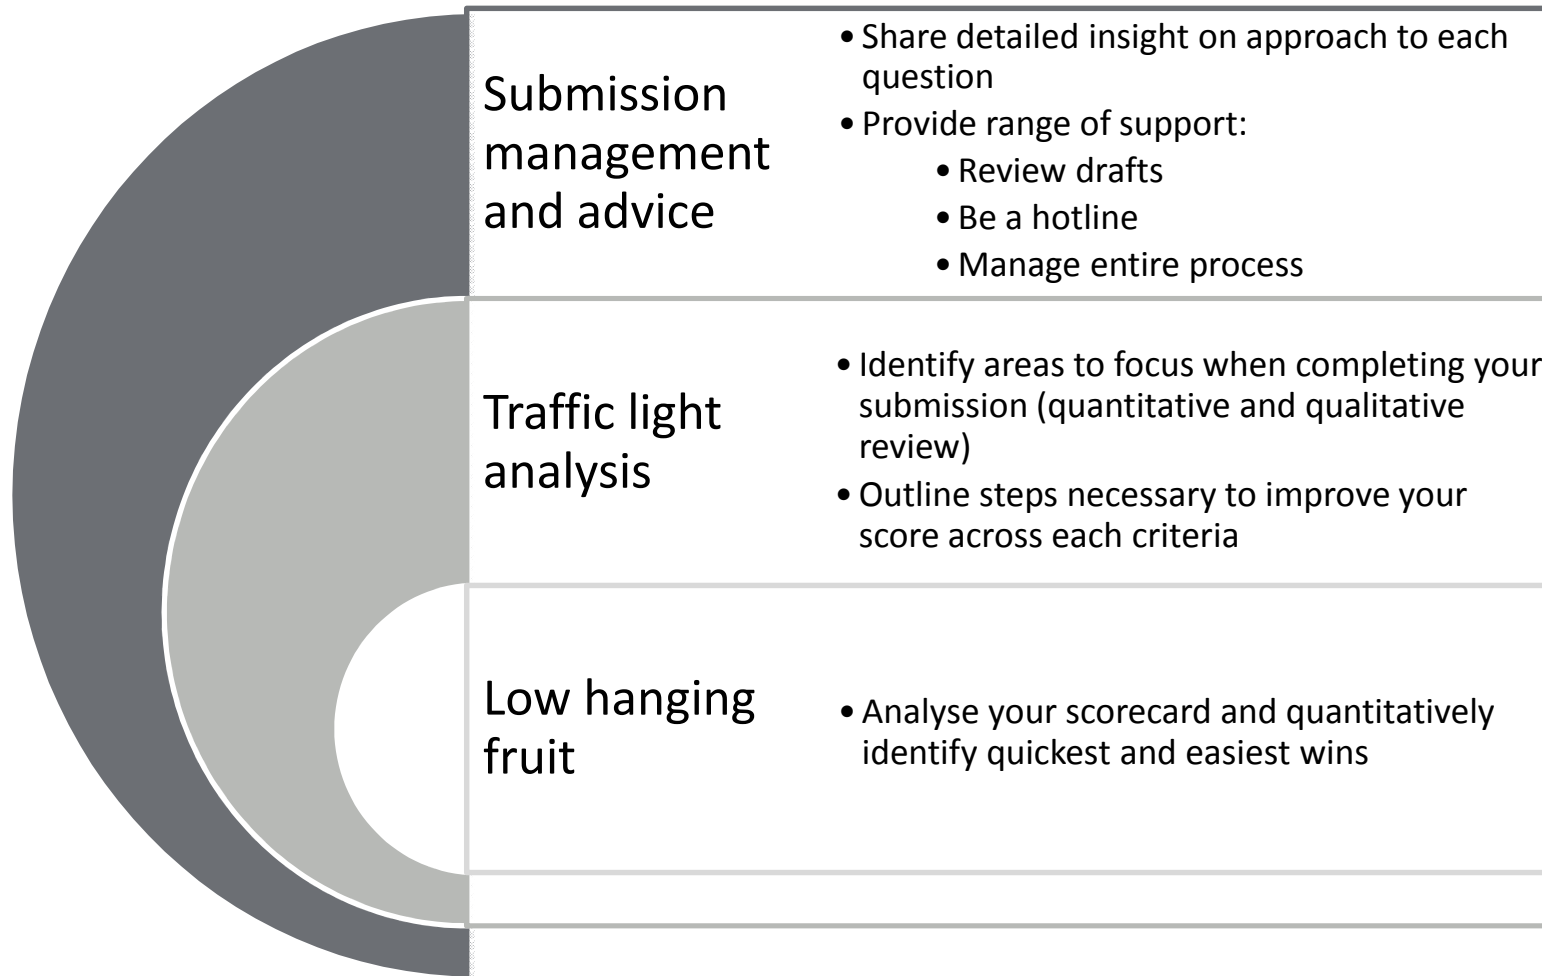 Submission
management
and advice
• Share detailed insight on approach to each
question
• Provide range of support:
• Review drafts
• Be a hotline
• Manage entire process
Traffic light
analysis
• Identify areas to focus when completing your
submission (quantitative and qualitative
review)
• Outline steps necessary to improve your
score across each criteria
Low hanging
fruit
• Analyse your scorecard and quantitatively
identify quickest and easiest wins